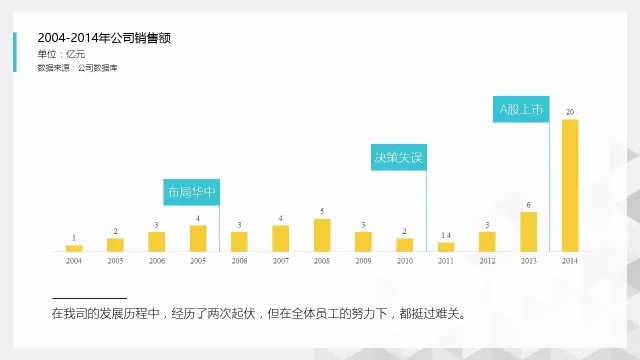 2004-2014年公司销售额
单位：亿元
数据来源：公司数据库
A股上市
20
决策失误
布局华中
6
5
4
4
3
3
3
3
2
2
1.4
1
2004 2005 2006 2005 2006 2007 2008 2009 2010 2011 2012 2013 2014
在我司的发展历程中，经历了两次起伏，但在全体员工的努力下，都挺过难关。